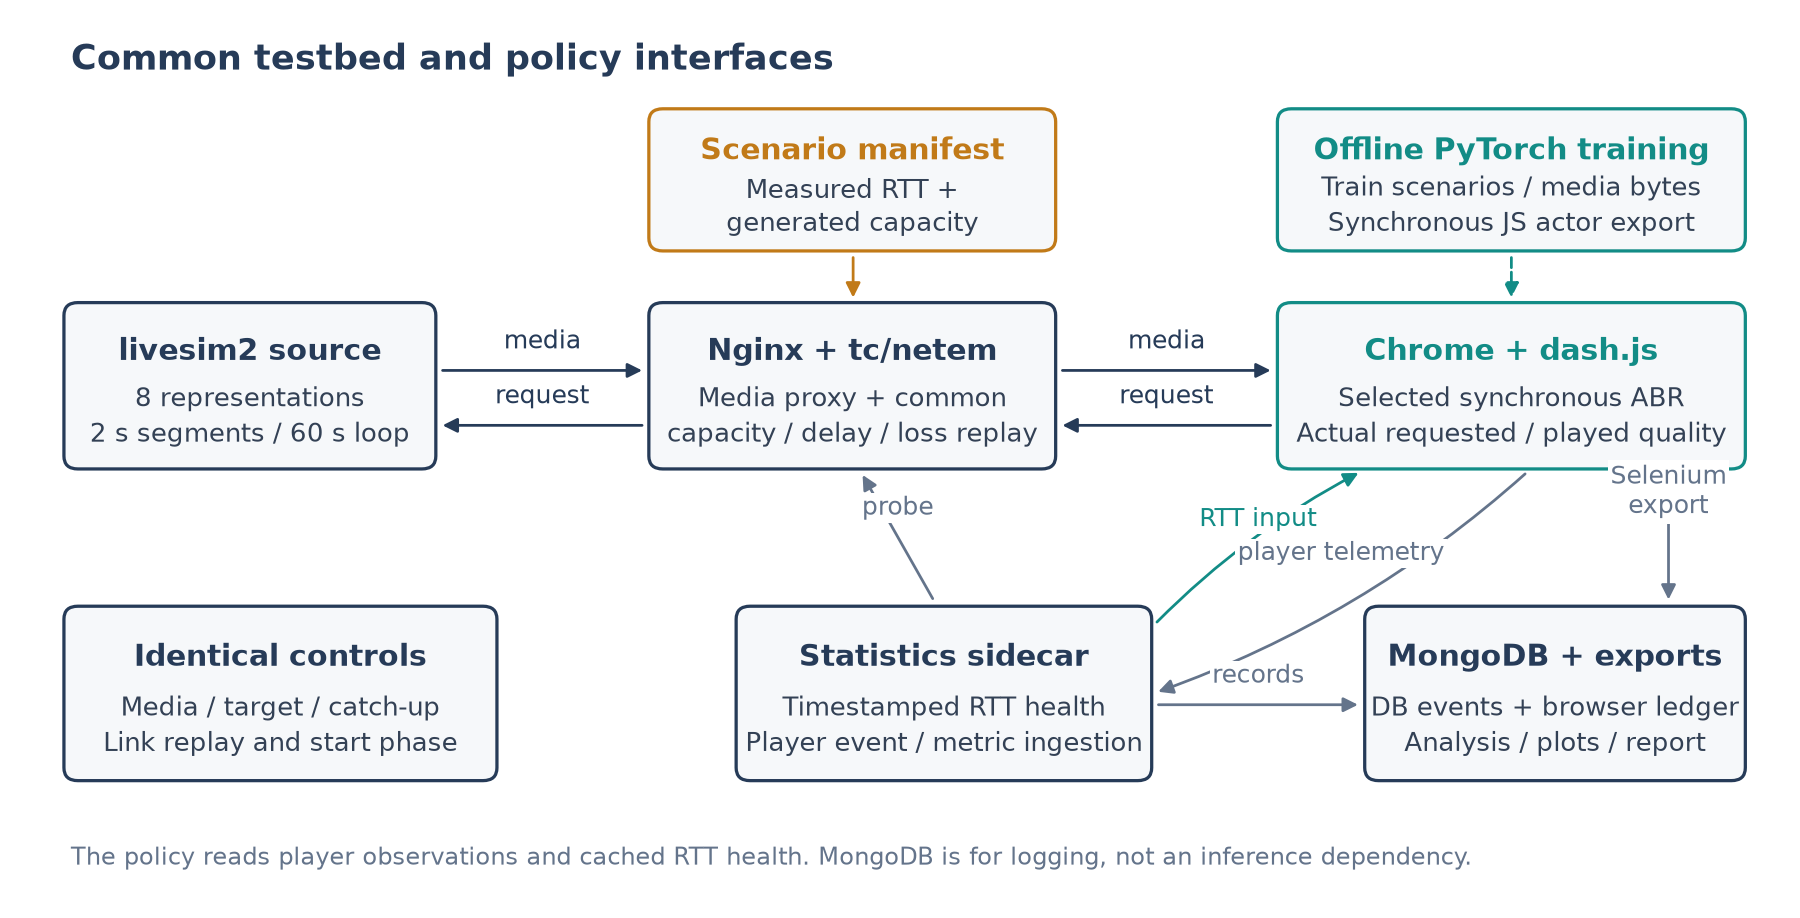 Common testbed and policy interfaces
Scenario manifest
Measured RTT +
generated capacity
Offline PyTorch training
Train scenarios / media bytes
Synchronous JS actor export
livesim2 source
8 representations
2 s segments / 60 s loop
media
request
Nginx + tc/netem
Media proxy + common
capacity / delay / loss replay
media
request
Chrome + dash.js
Selected synchronous ABR
Actual requested / played quality
probe
RTT input
player telemetry
Selenium
export
records
Identical controls
Media / target / catch-up
Link replay and start phase
Statistics sidecar
Timestamped RTT health
Player event / metric ingestion
MongoDB + exports
DB events + browser ledger
Analysis / plots / report
The policy reads player observations and cached RTT health. MongoDB is for logging, not an inference dependency.